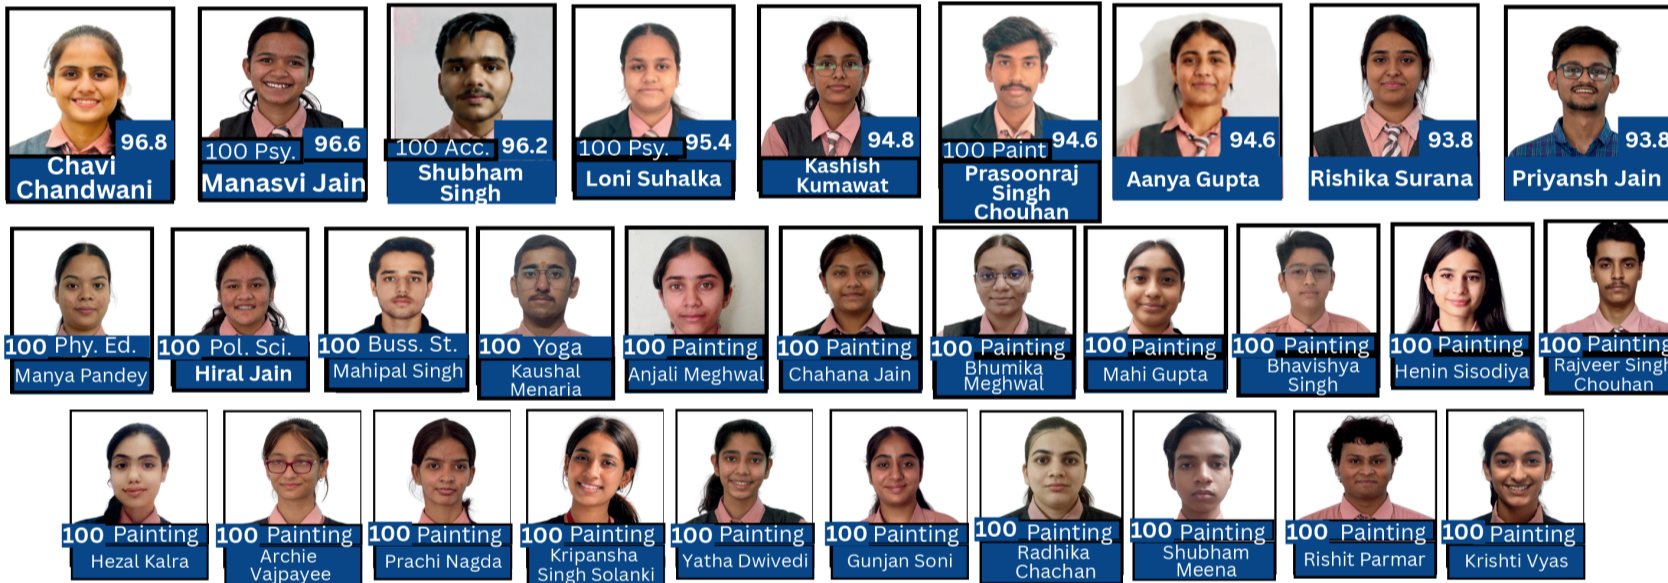 96.8
Chavi
Chandwani
100 Psy. 96.6
Manasvi Jain
100 Acc. 96.2
Shubham
Singh
100 Psy. 95.4
Loni Suhalka
94.8
Kashish
Kumawat
100 Paint 94.6
Prasoonraj
Singh
Chouhan
94.6
Aanya Gupta
93.8
Rishika Surana
93.8
Priyansh Jain
100 Phy. Ed.
Manya Pandey
100 Pol. Sci.
Hiral Jain
100 Buss. St.
Mahipal Singh
100 Yoga
Kaushal
Menaria
100 Painting
Anjali Meghwal
100 Painting
Chahana Jain
100 Painting
Bhumika
Meghwal
100 Painting
Mahi Gupta
100 Painting
Bhavishya
Singh
100 Painting
Henin Sisodiya
100 Painting
Rajveer Singh
Chouhan
100 Painting
Hezal Kalra
100 Painting
Archie
Vajpayee
100 Painting
Prachi Nagda
100 Painting
Kripansha
Singh Solanki
100 Painting
Yatha Dwivedi
100 Painting
Gunjan Soni
100 Painting
Radhika
Chachan
100 Painting
Shubham
Meena
100 Painting
Rishit Parmar
100 Painting
Krishti Vyas